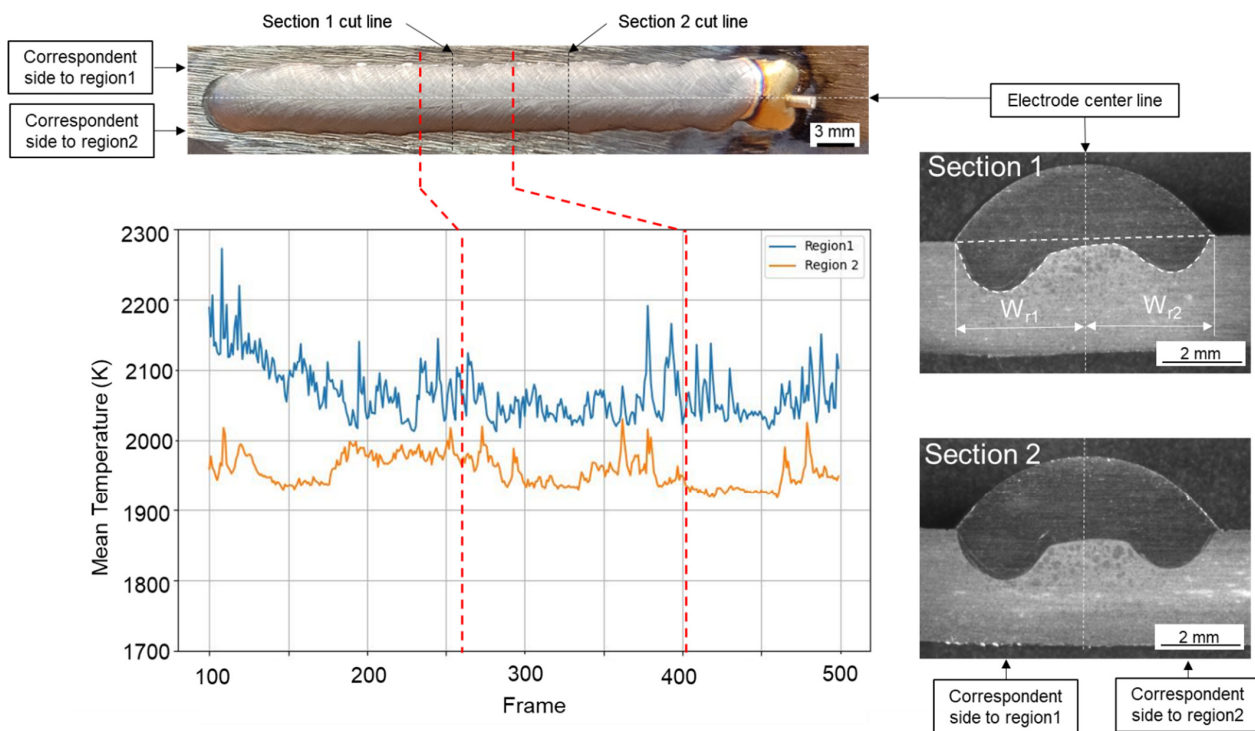 Section 1 cut line
Section 2 cut line
Correspondent
side to region1
Correspondent
side to region2
3 mm
Electrode center line
Section 1
Wr1
Wr2
2 mm
2300
2200
2100
2000
1900
1800
1700
Mean Temperature (K)
Region1
Region 2
100
200
300
400
500
Frame
Section 2
2 mm
Correspondent
side to region1
Correspondent
side to region2